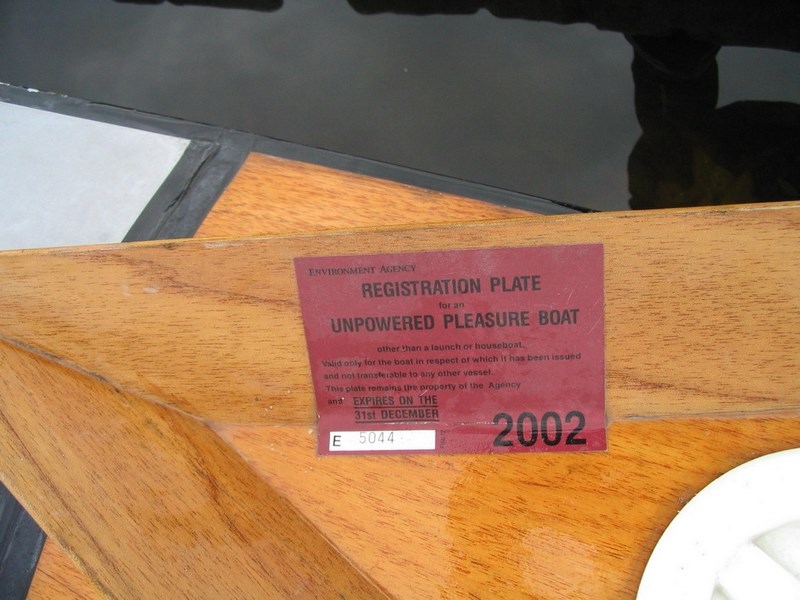 ENVIRONMENT AGENCY
REGISTRATION PLATE
for an
UNPOWERED PLEASURE BOAT
other than a launch or houseboat.
Valid only for the boat in respect of which it has been issued
and not transferable to any other vessel.
This plate remains the property of the Agency
and EXPIRES ON THE
31st DECEMBER
E 5044
2002